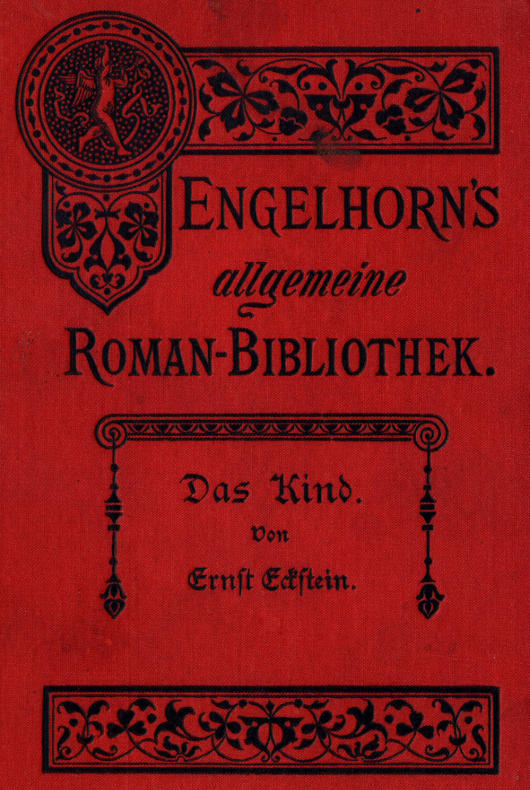 ENGELHORN'S
allgemeine
ROMAN-BIBLIOTHEK.
Das Kind.
Von
Ernst Eckstein.